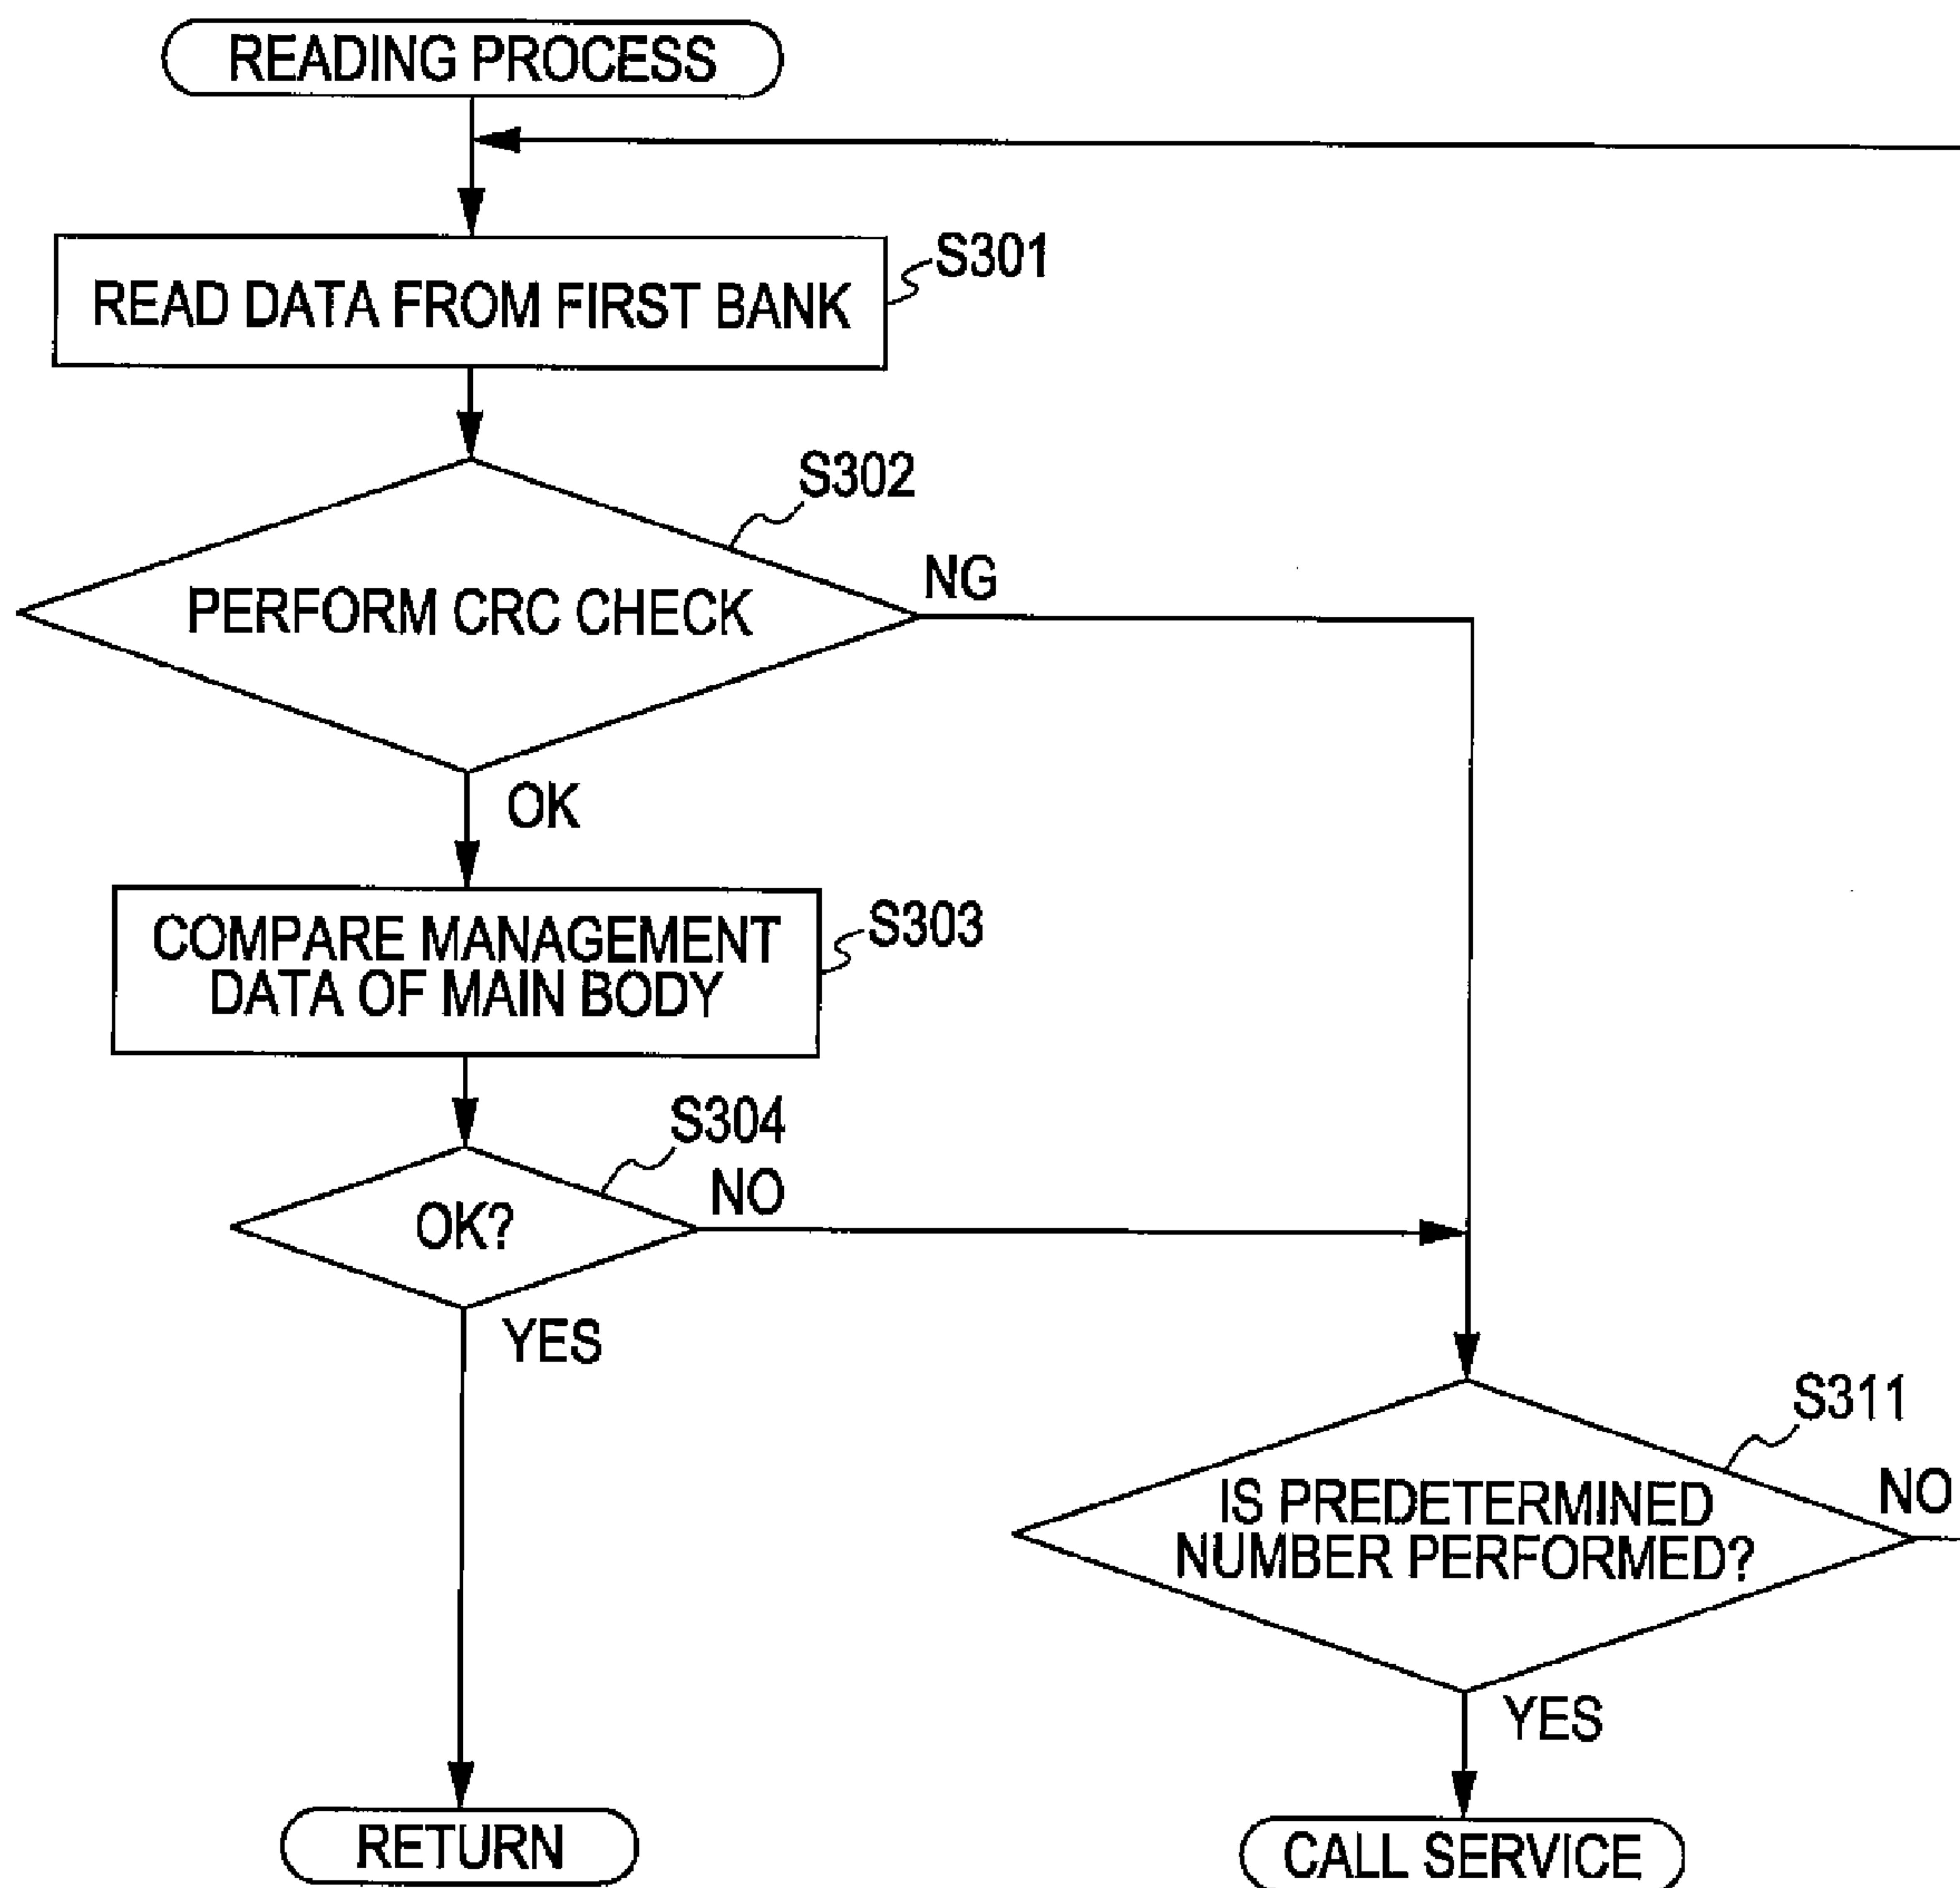 READING PROCESS
READ DATA FROM FIRST BANK
S301
S302
PERFORM CRC CHECK
NG
OK
COMPARE MANAGEMENT
DATA OF MAIN BODY
S303
S304
OK?
NO
YES
S311
IS PREDETERMINED
NUMBER PERFORMED?
NO
YES
RETURN
CALL SERVICE